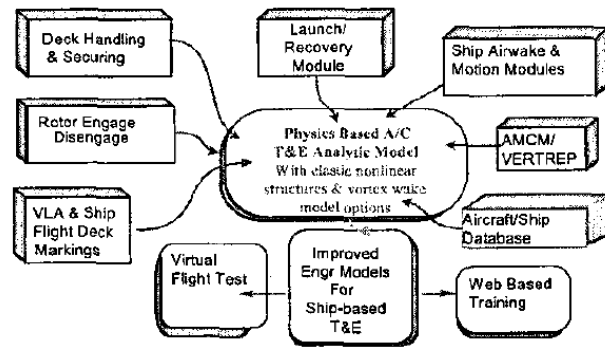 Deck Handling
& Securing
Launch/
Recovery
Module
Ship Airwake &
Motion Modules
Rotor Engage
Disengage
Physics Based A/C
T&E Analytic Model
With elastic nonlinear
structures & vortex wake
model options
AMCM/
VERTREP
VLA & Ship
Flight Deck
Markings
Aircraft/Ship
Database
Virtual
Flight Test
Improved
Engr Models
For
Ship-based
T&E
Web Based
Training